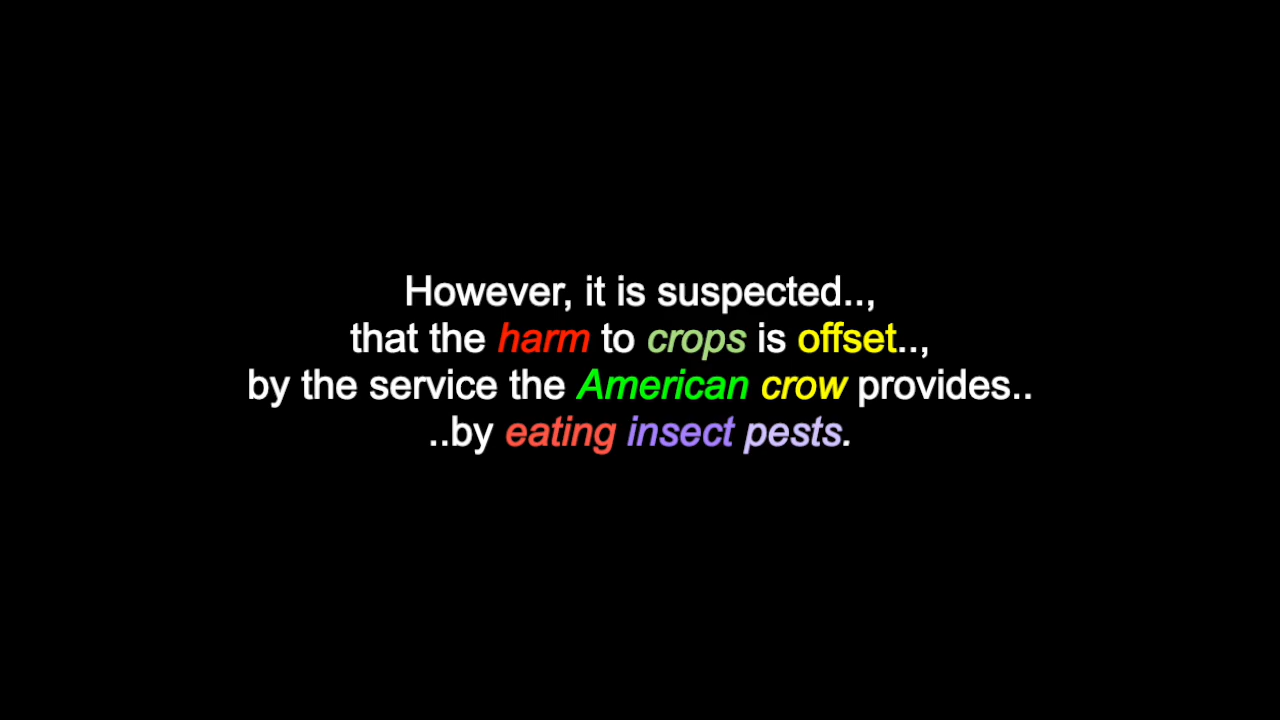 However, it is suspected..,
that the harm to crops is offset..,
by the service the American crow provides..
..by eating insect pests.